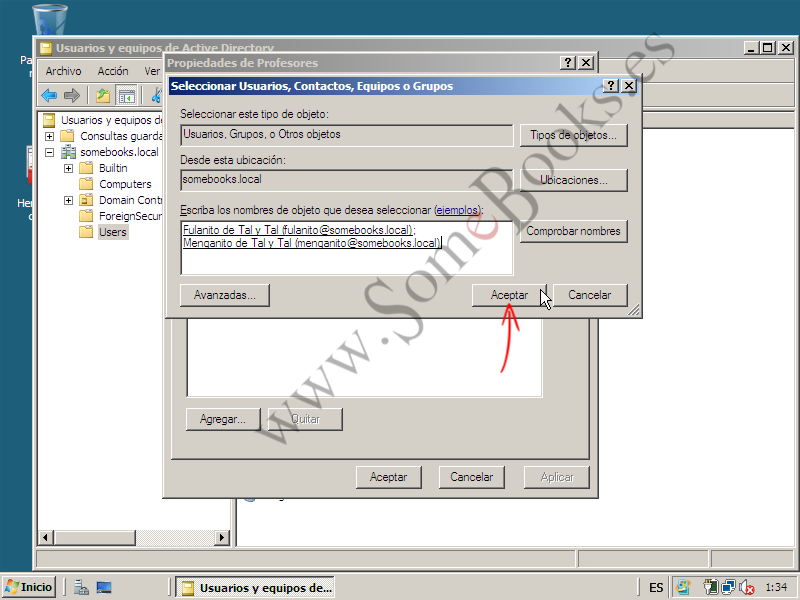 Usuarios y equipos de Active Directory
Propiedades de Profesores
Archivo Acción Ver
Seleccionar Usuarios, Contactos, Equipos o Grupos
Seleccionar este tipo de objeto:
Usuarios, Grupos, o Otros objetos
Tipos de objetos...
Desde esta ubicación:
somebooks.local
Ubicaciones...
Escriba los nombres de objeto que desea seleccionar (ejemplos):
Fulanito de Tal y Tal (fulanito@somebooks.local);
Menganito de Tal y Tal (menganito@somebooks.local)
Comprobar nombres
Avanzadas...
Aceptar
Cancelar
Usuarios y equipos de
Consultas guarda
somebooks.local
Builtin
Computers
Domain Contr
ForeignSecur
Users
Agregar...
Quitar
Aceptar
Cancelar
Aplicar
www.SomeBooks.es
Inicio
Usuarios y equipos de...
ES
1:34